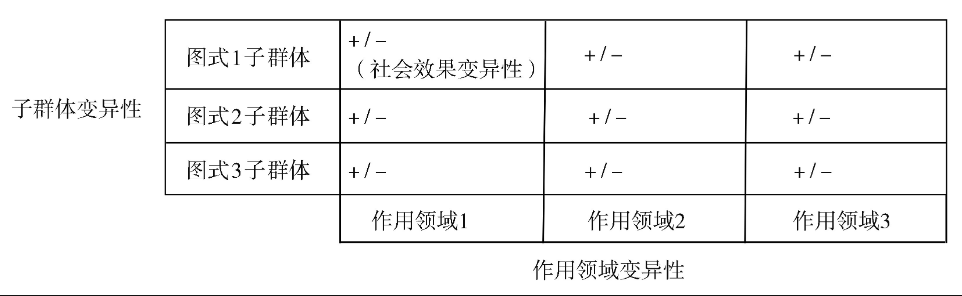 图式1子群体 +/− +/− +/−
（社会效果变异性）
子群体变异性
图式2子群体 +/− +/− +/−
图式3子群体 +/− +/− +/−
作用领域1 作用领域2 作用领域3
作用领域变异性